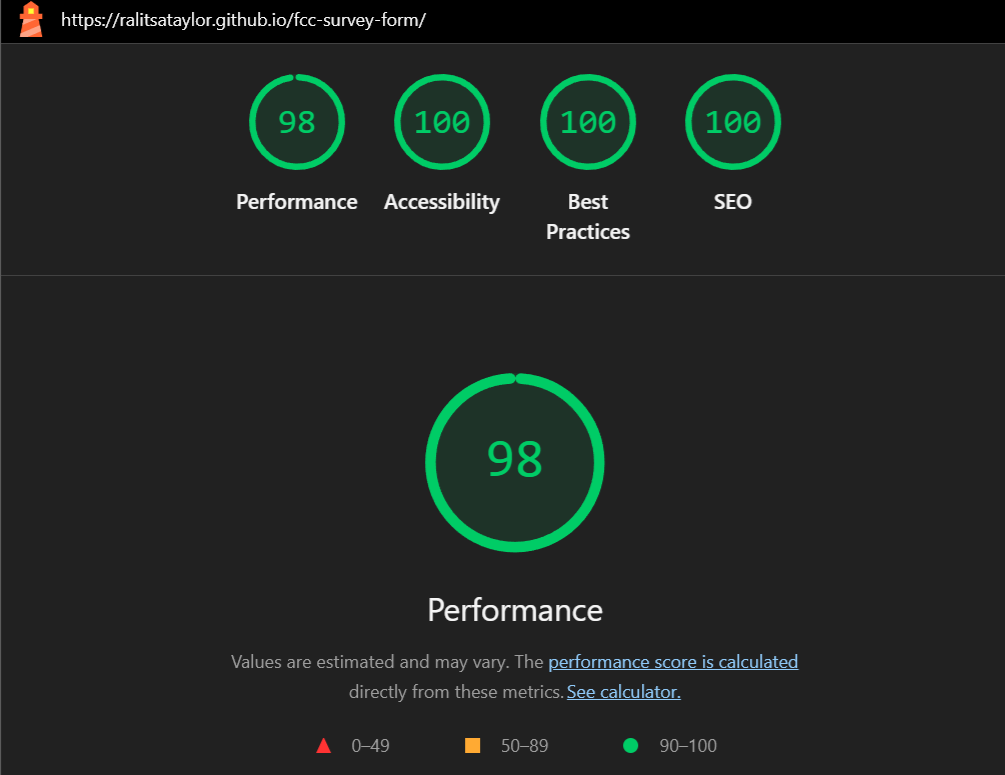 https://ralitsataylor.github.io/fcc-survey-form/
98
100
100
100
Performance
Accessibility
Best
Practices
SEO
98
Performance
Values are estimated and may vary. The performance score is calculated
directly from these metrics. See calculator.
0–49
50–89
90–100